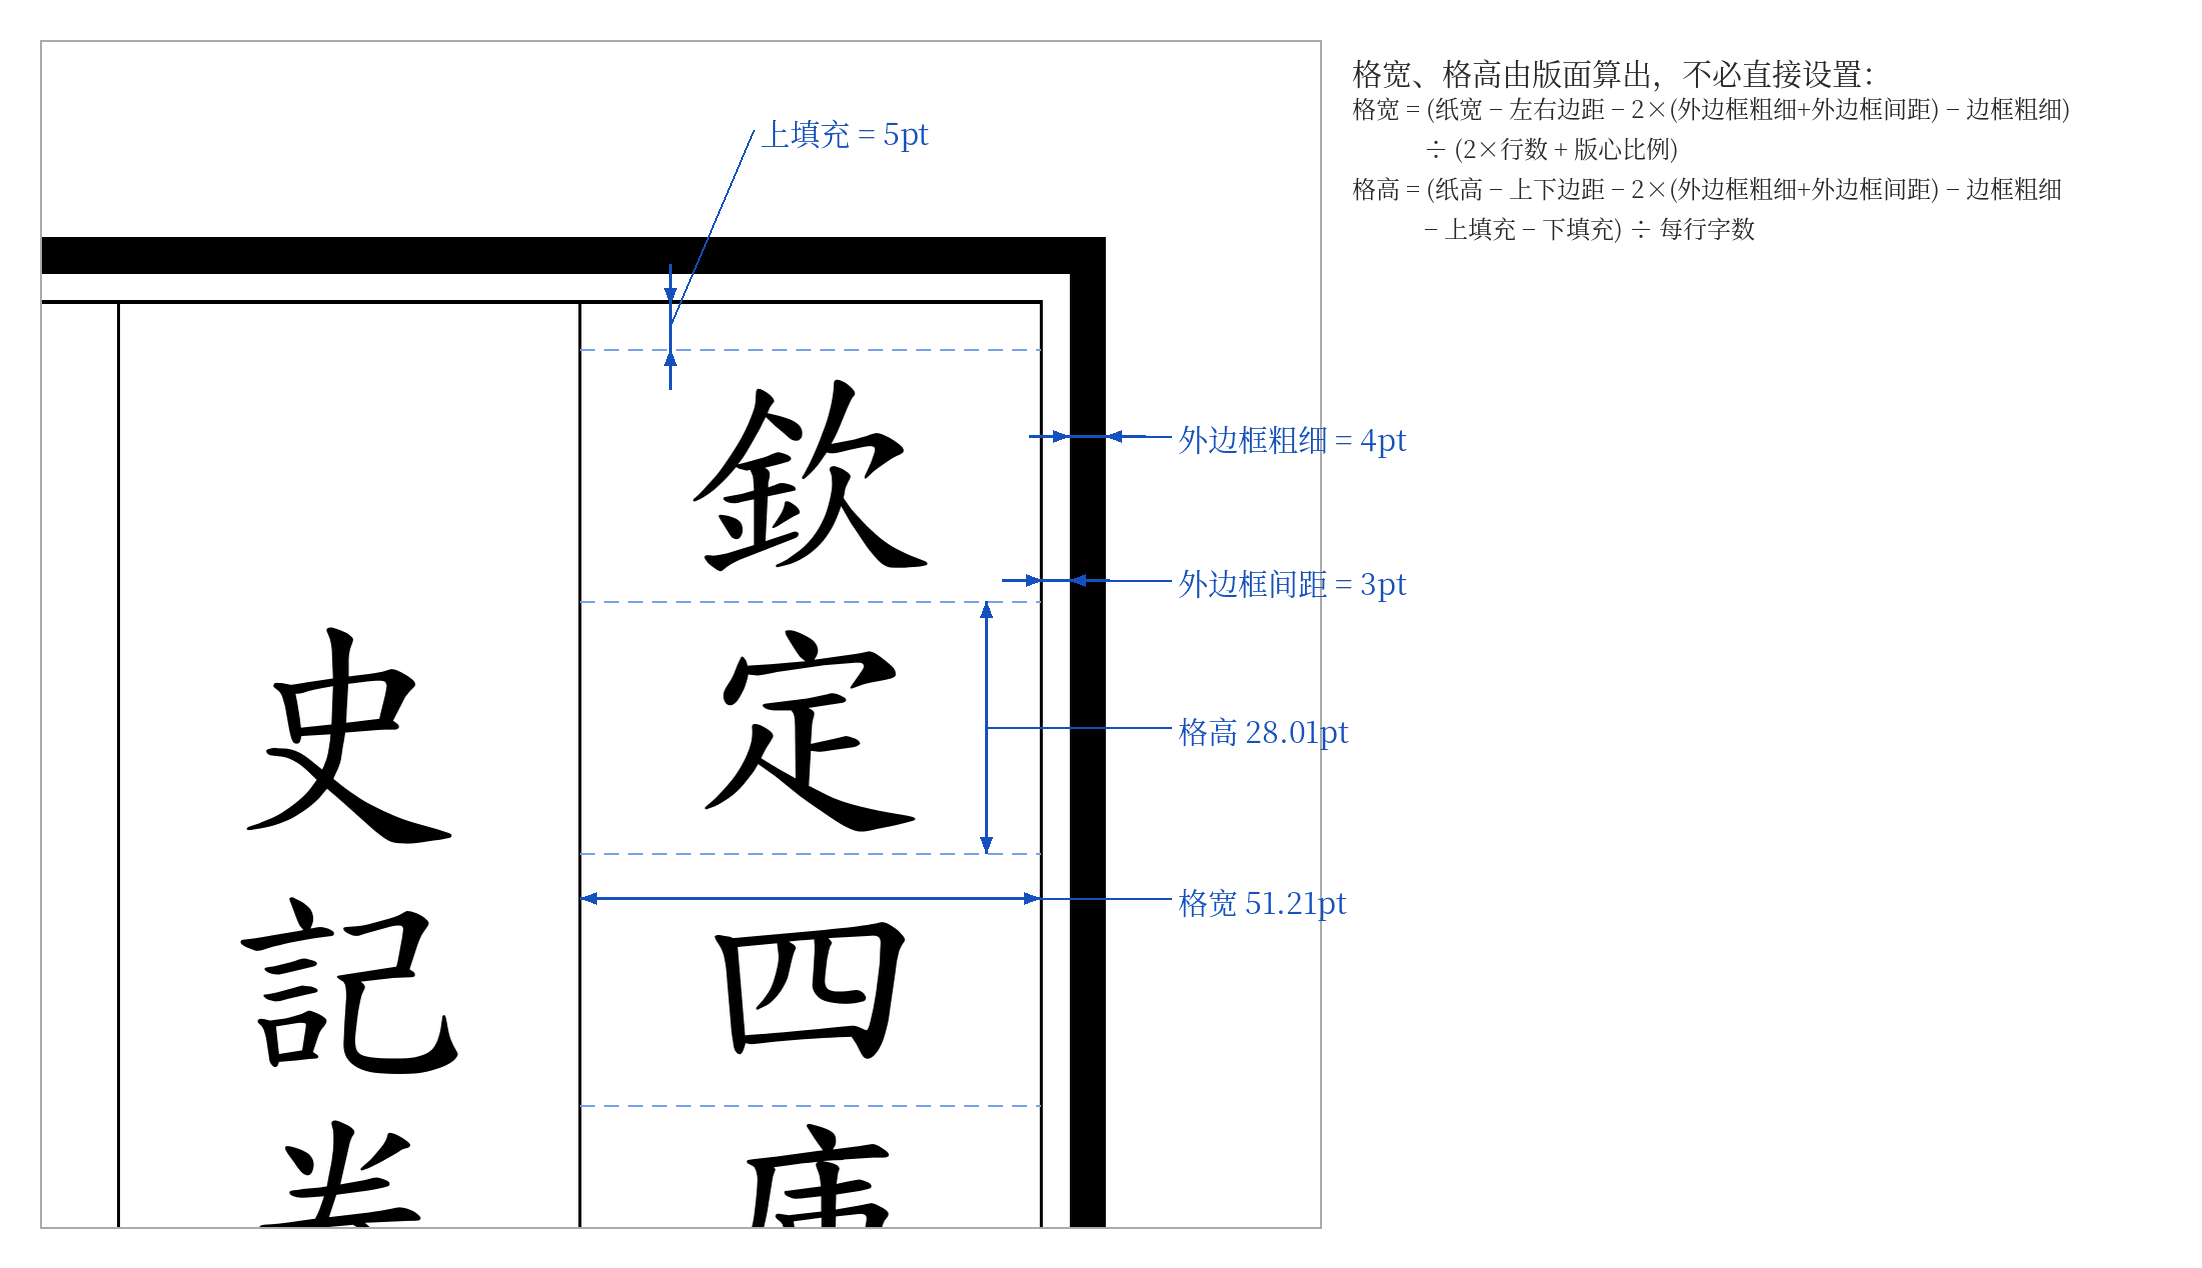 格宽、格高由版面算出，不必直接设置：
格宽 = (纸宽 − 左右边距 − 2×(外边框粗细+外边框间距) − 边框粗细)
÷ (2×行数 + 版心比例)
格高 = (纸高 − 上下边距 − 2×(外边框粗细+外边框间距) − 边框粗细
− 上填充 − 下填充) ÷ 每行字数
上填充 = 5pt
外边框粗细 = 4pt
外边框间距 = 3pt
格高 28.01pt
格宽 51.21pt
欽定四
史記